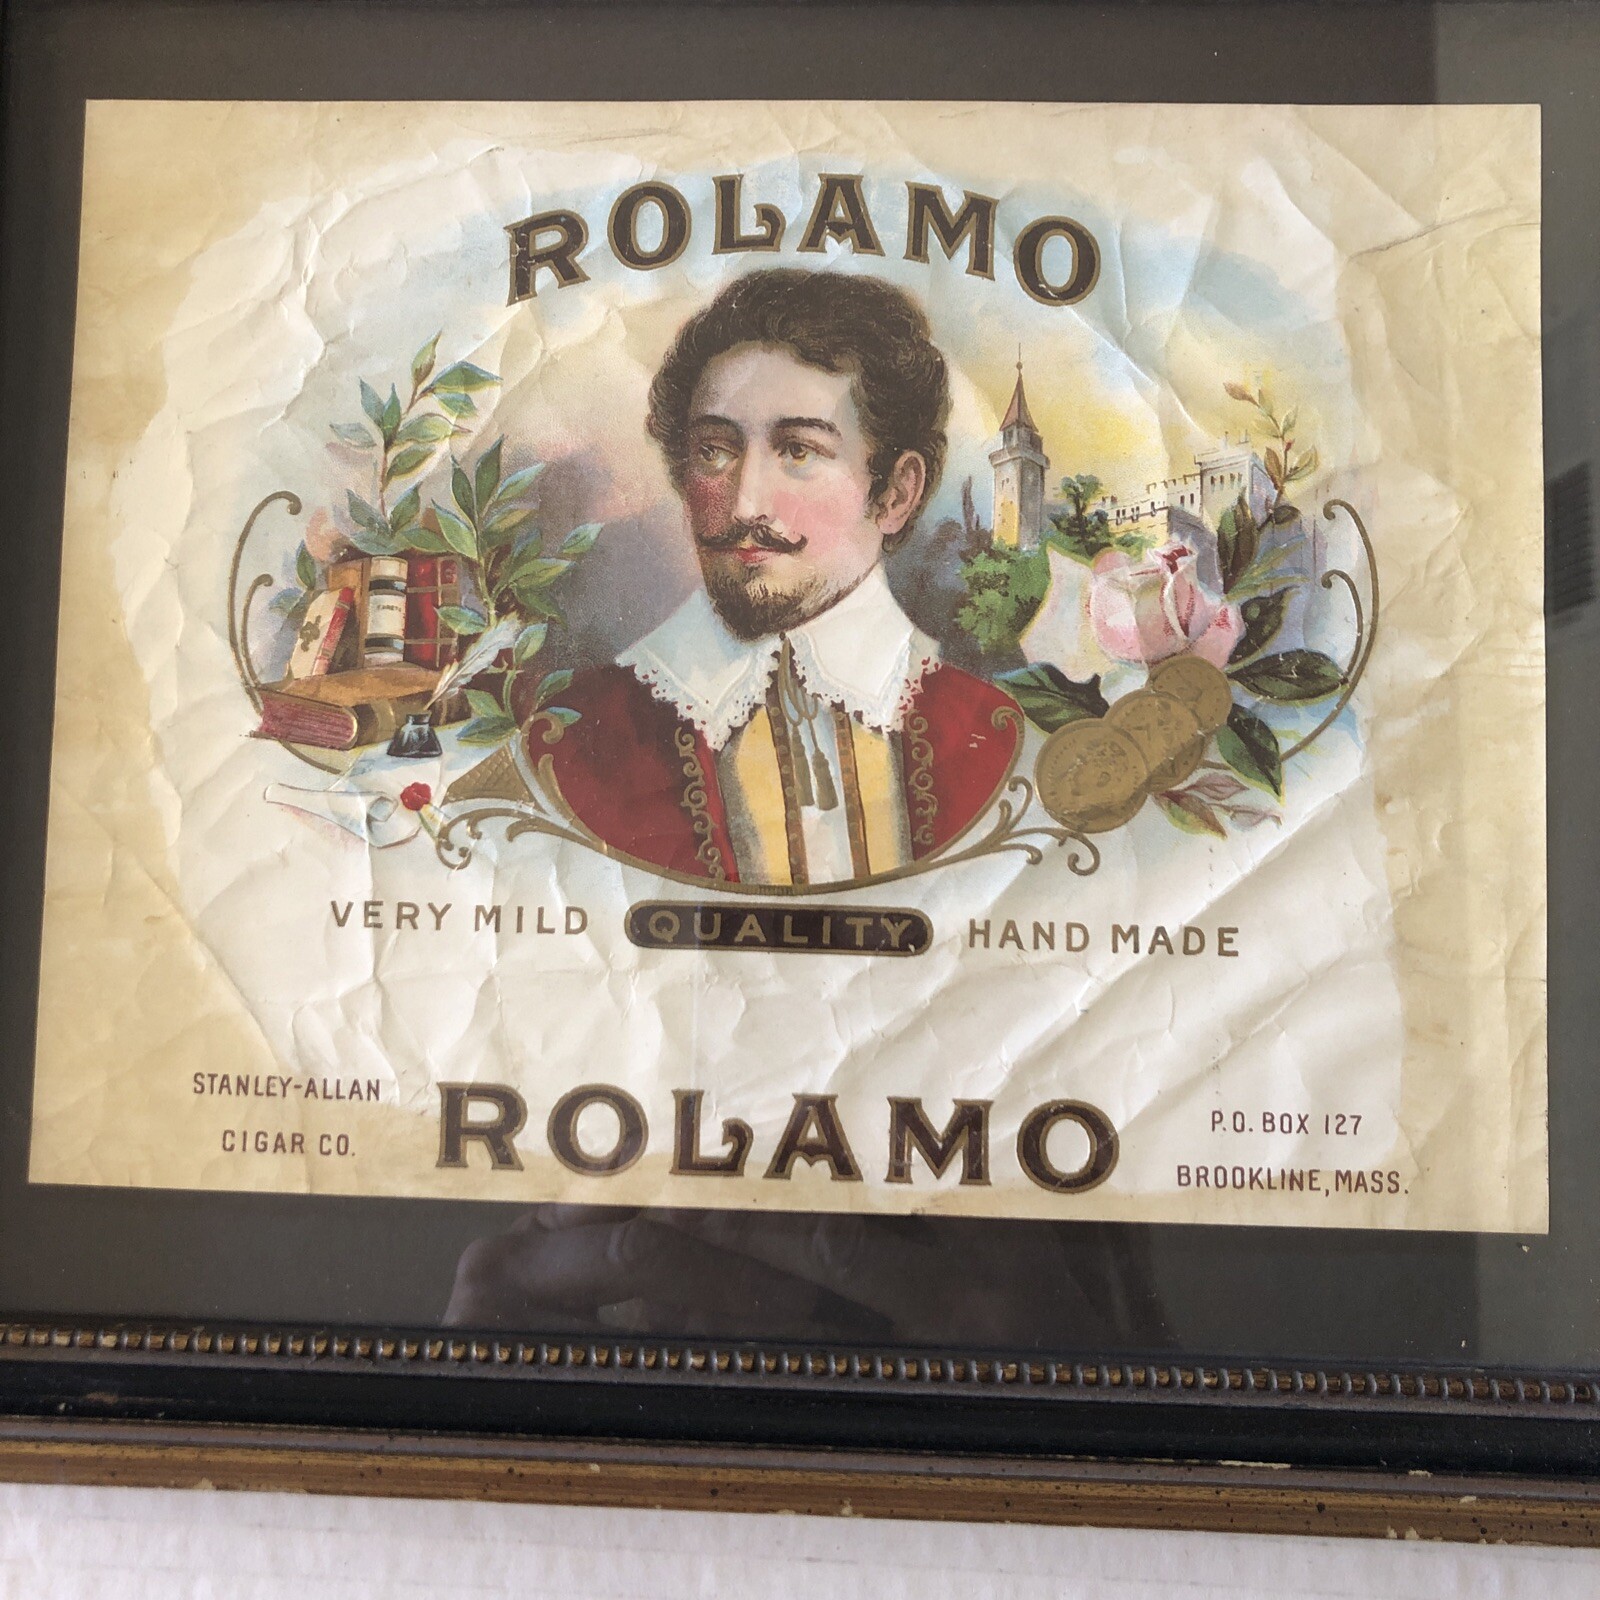 ROLAMO
VERY MILD QUALITY HAND MADE
STANLEY-ALLAN
CIGAR CO.
ROLAMO
P.O. BOX 127
BROOKLINE, MASS.